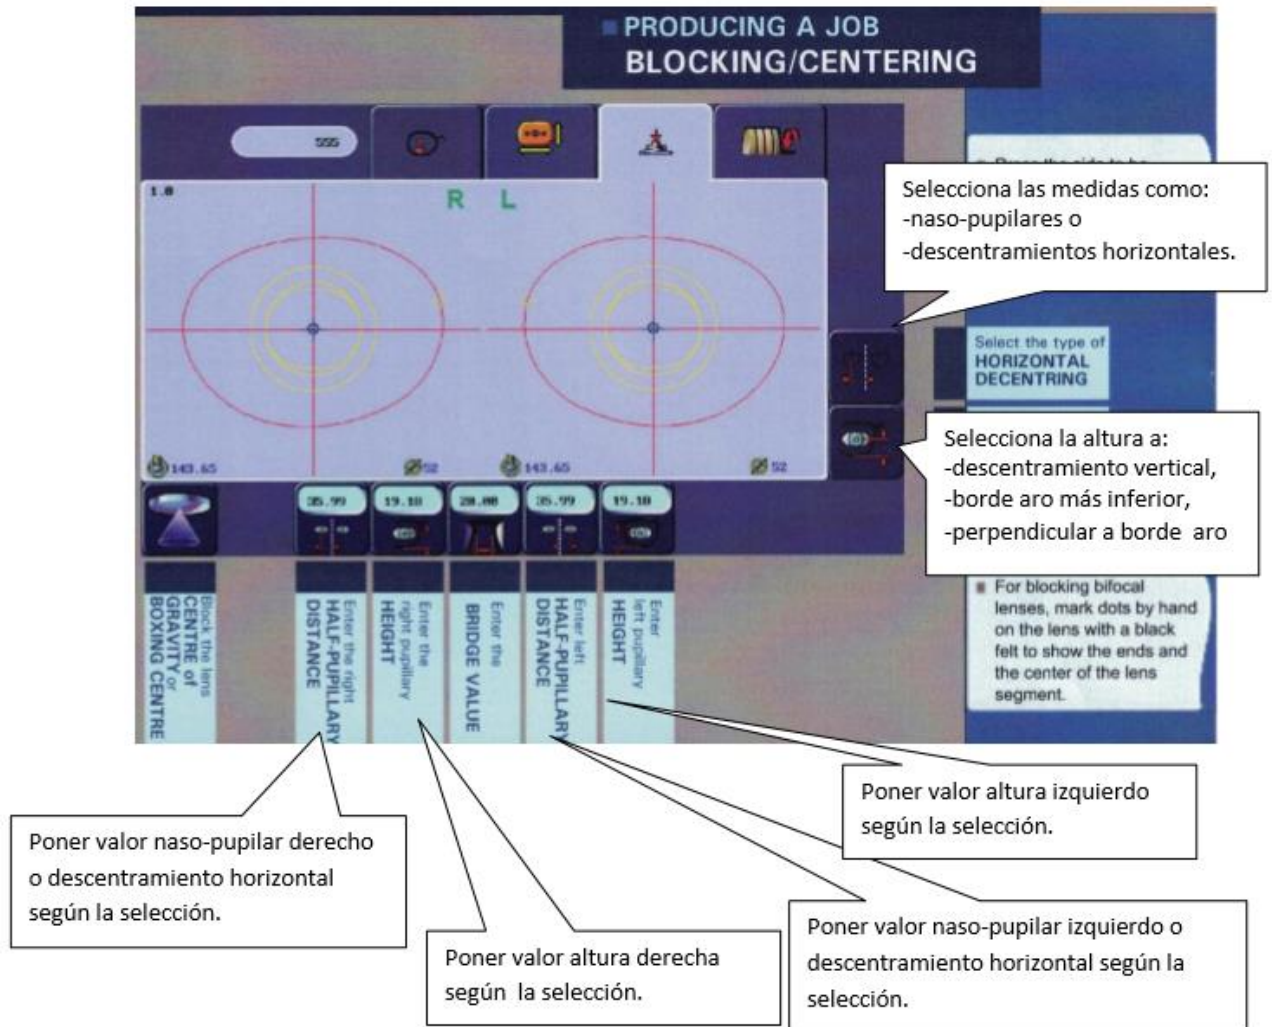 PRODUCING A JOB
BLOCKING/CENTERING
555
1.0
R L
Selecciona las medidas como:
-naso-pupilares o
-descentramientos horizontales.
Select the type of
HORIZONTAL
DECENTRING
Selecciona la altura a:
-descentramiento vertical,
-borde aro más inferior,
-perpendicular a borde aro
143.65
52
143.65
52
35.99
19.18
20.00
35.99
19.18
For blocking bifocal
lenses, mark dots by hand
on the lens with a black
felt to show the ends and
the center of the lens
segment.
Block the lens
CENTRE of
GRAVITY or
BOXING CENTRE
Enter the right
HALF-PUPILLARY
DISTANCE
Enter the
right pupillary
HEIGHT
Enter the
BRIDGE VALUE
Enter left
HALF-PUPILLARY
DISTANCE
Enter
left pupillary
HEIGHT
Poner valor naso-pupilar derecho
o descentramiento horizontal
según la selección.
Poner valor altura derecha
según la selección.
Poner valor altura izquierdo
según la selección.
Poner valor naso-pupilar izquierdo o
descentramiento horizontal según la
selección.